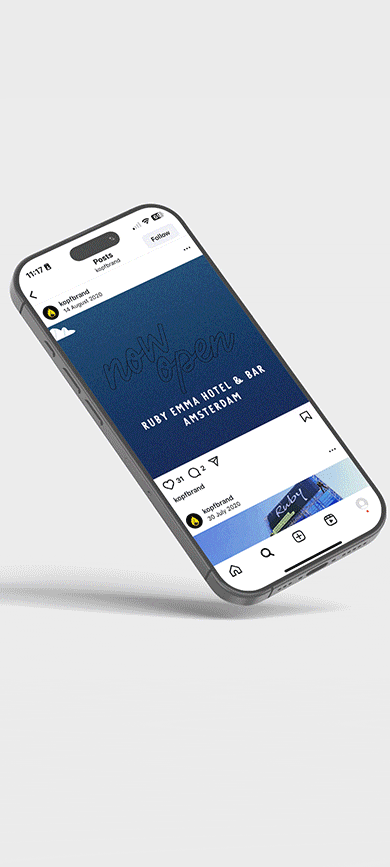 11:17
Posts
kopfbrand
Follow
kopfbrand
14 August 2020
now
open
RUBY EMMA HOTEL & BAR
AMSTERDAM
31 2
kopfbrand
kopfbrand
30 July 2020
Ruby